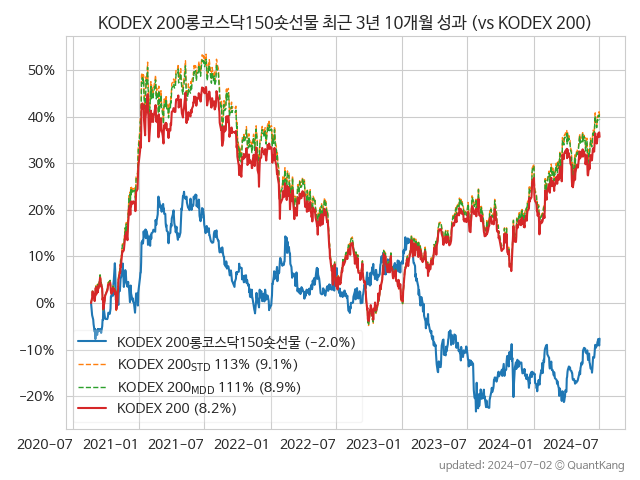 KODEX 200롱코스닥150숏선물 최근 3년 10개월 성과 (vs KODEX 200)
50%
40%
30%
20%
10%
0%
−10%
−20%
KODEX 200롱코스닥150숏선물 (−2.0%)
KODEX 200STD 113% (9.1%)
KODEX 200MDD 111% (8.9%)
KODEX 200 (8.2%)
2020-07 2021-01 2021-07 2022-01 2022-07 2023-01 2023-07 2024-01 2024-07
updated: 2024-07-02 © QuantKang